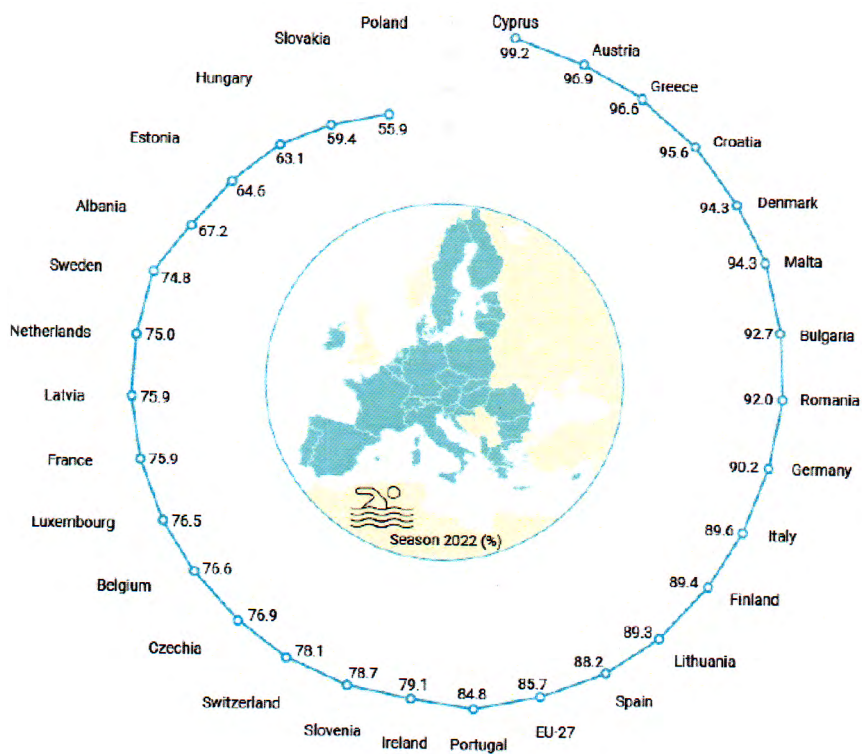 Cyprus
99.2
Austria
96.9
Greece
96.6
Croatia
95.6
Denmark
94.3
Malta
94.3
Bulgaria
92.7
Romania
92.0
Germany
90.2
Italy
89.6
Finland
89.4
Lithuania
89.3
Spain
88.2
EU-27
85.7
Portugal
84.8
Ireland
79.1
Slovenia
78.7
Switzerland
78.1
Czechia
76.9
Belgium
76.6
Luxembourg
76.5
France
75.9
Latvia
75.9
Netherlands
75.0
Sweden
74.8
Albania
67.2
Estonia
64.6
Hungary
63.1
Slovakia
59.4
Poland
55.9
Season 2022 (%)